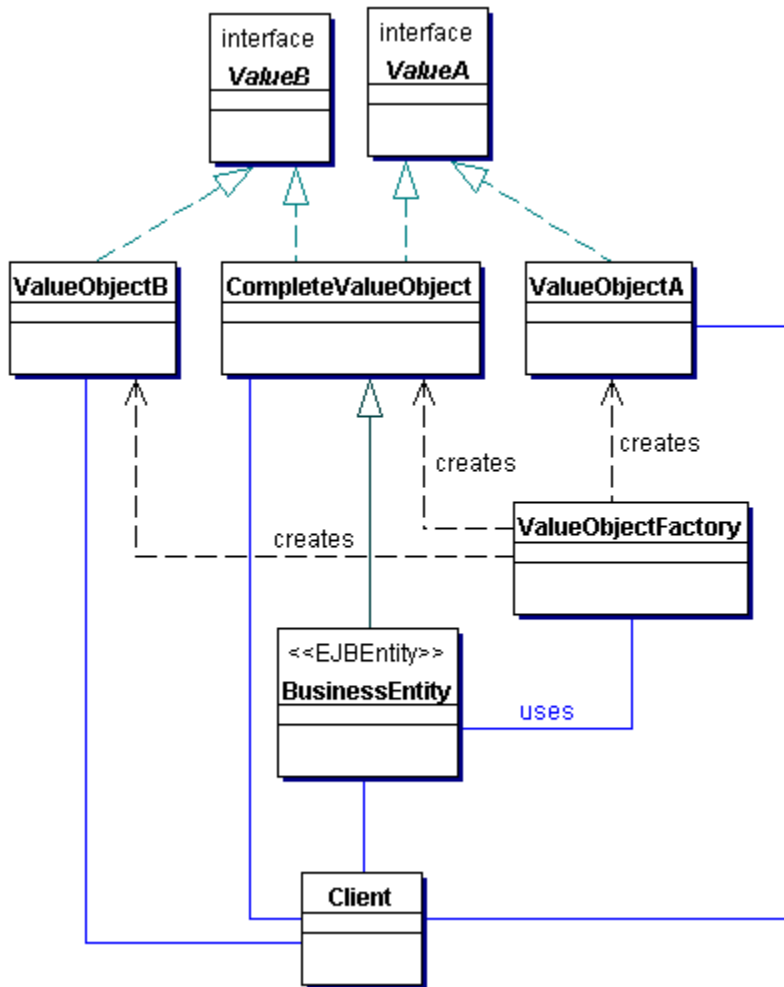 interface
ValueB
interface
ValueA
ValueObjectB
CompleteValueObject
ValueObjectA
creates
creates
creates
ValueObjectFactory
<<EJBEntity>>
BusinessEntity
uses
Client